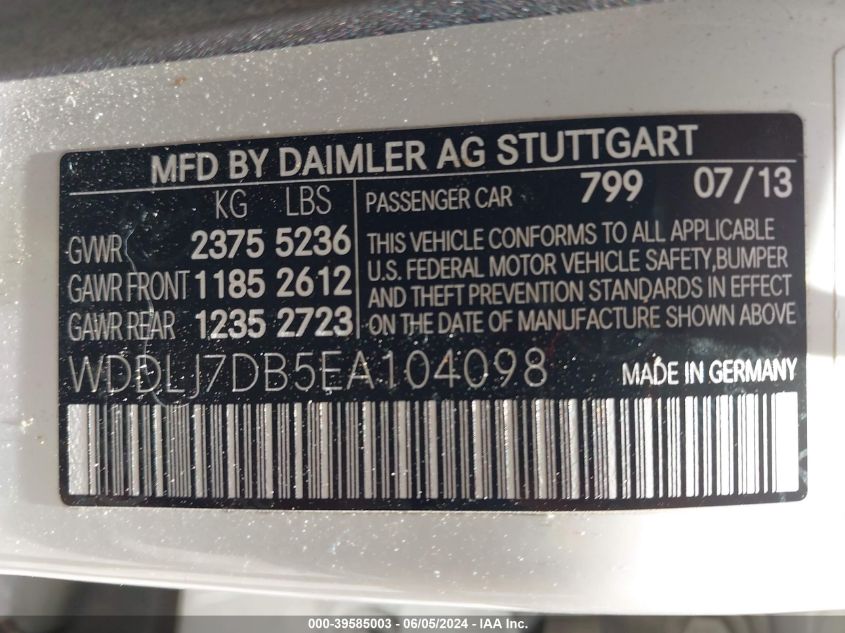 MFD BY DAIMLER AG STUTTGART
KG LBS
GVWR 2375 5236
GAWR FRONT 1185 2612
GAWR REAR 1235 2723
PASSENGER CAR 799 07/13
THIS VEHICLE CONFORMS TO ALL APPLICABLE
U.S. FEDERAL MOTOR VEHICLE SAFETY,BUMPER
AND THEFT PREVENTION STANDARDS IN EFFECT
ON THE DATE OF MANUFACTURE SHOWN ABOVE
WDDLJ7DB5EA104098 MADE IN GERMANY
000-39585003 - 06/05/2024 - IAA Inc.